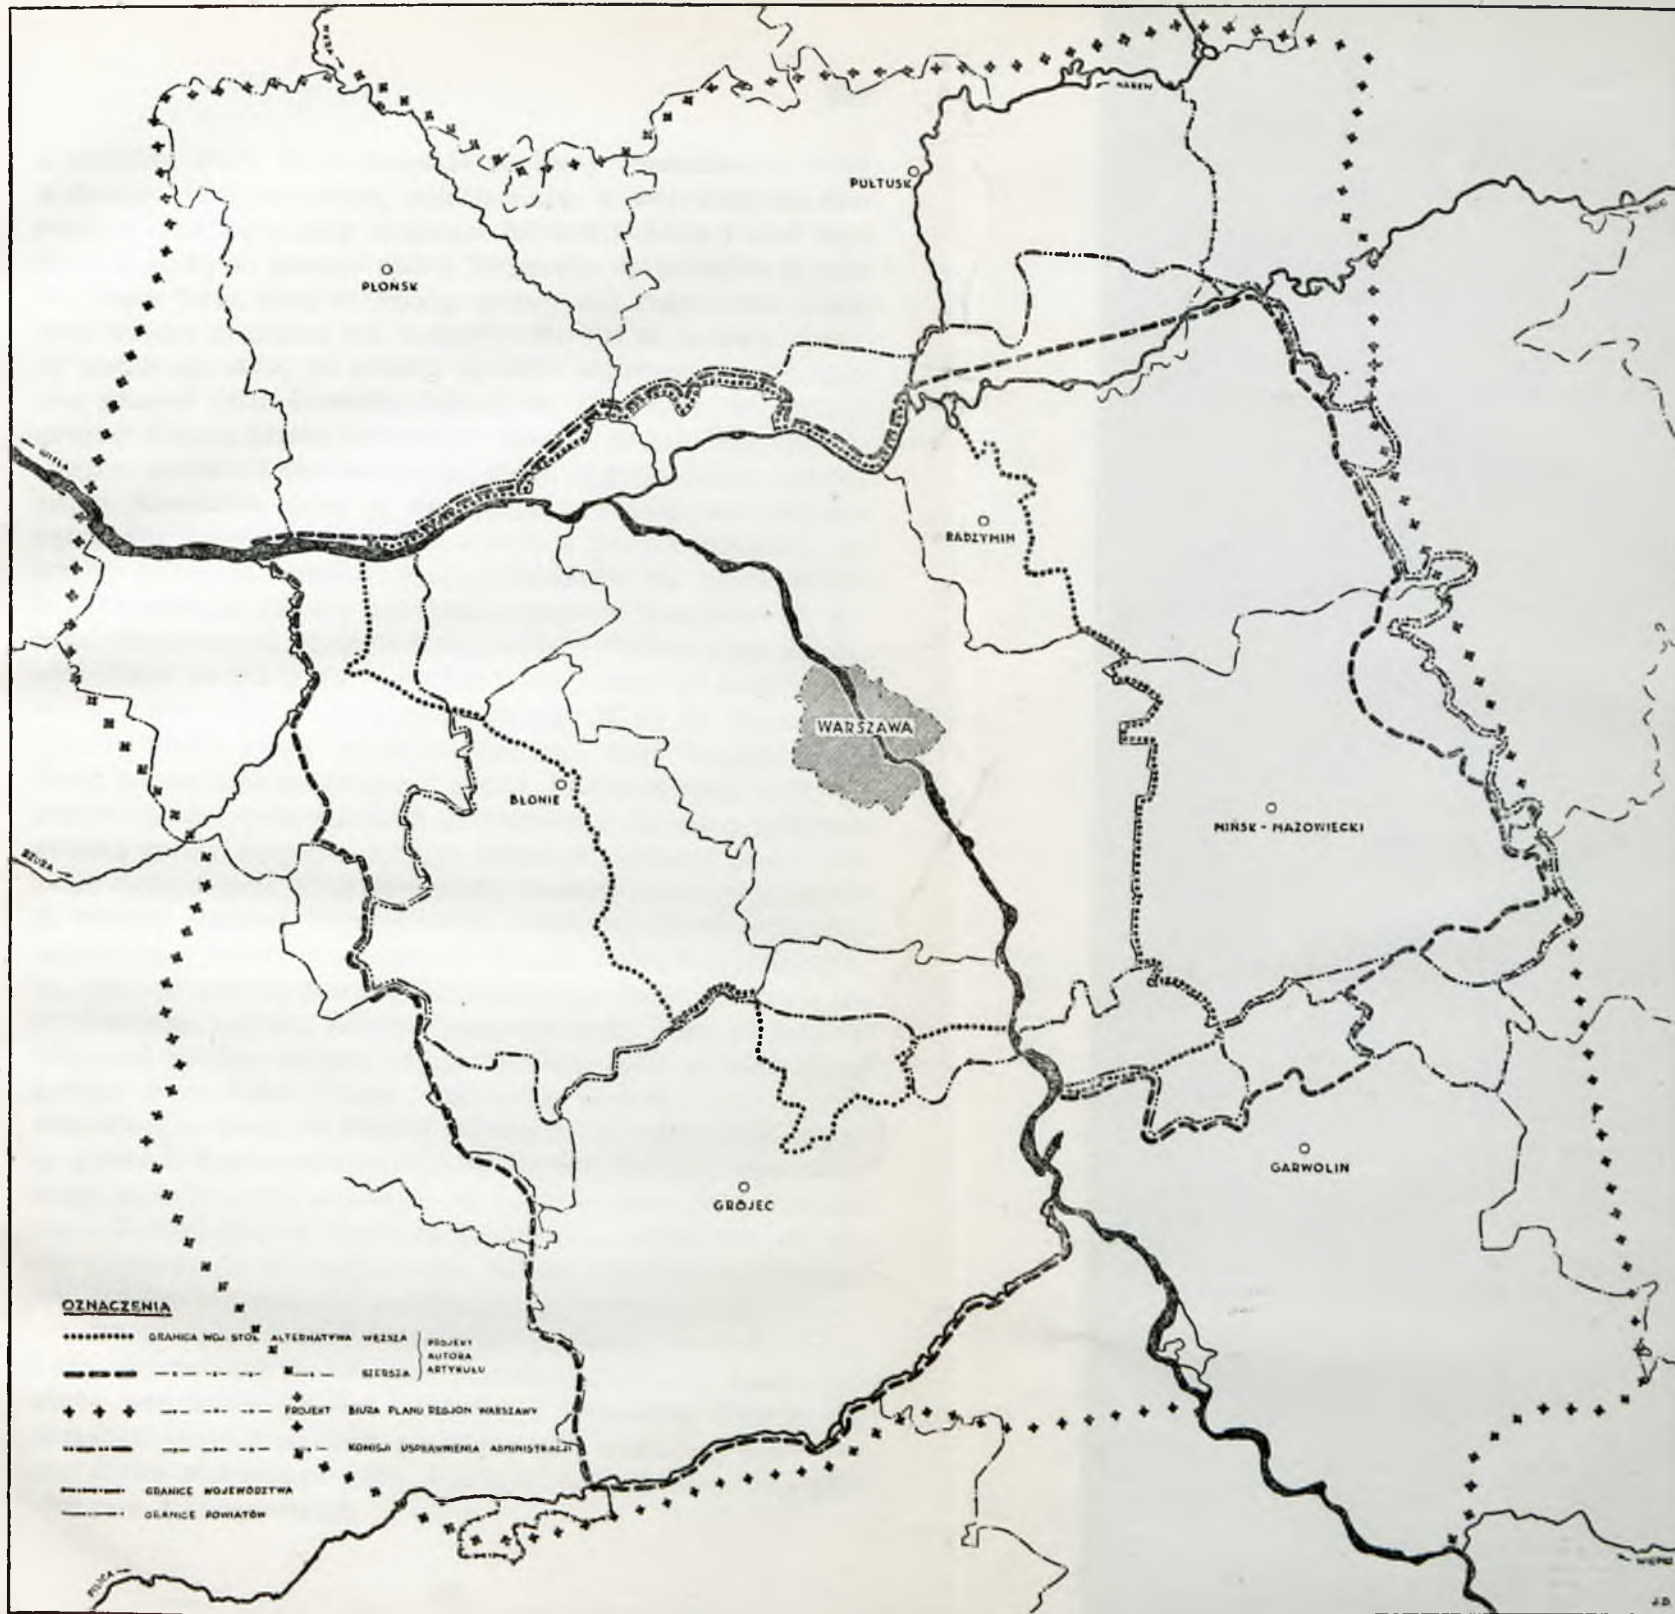 NAREW
PUŁTUSK
BUG
PŁOŃSK
WISŁA
RADZYMIN
WARSZAWA
BŁONIE
MIŃSK - MAZOWIECKI
BZURA
GARWOLIN
GRÓJEC
OZNACZENIA
GRANICA WOJ. STOŁ. ALTERNATYWA WĘŻSZA
SZERSZA
PROJEKT
AUTORA
ARTYKUŁU
PROJEKT BIURA PLANU REGJON WARSZAWY
KOMISJI USPRAWNIENIA ADMINISTRACJI
GRANICE WOJEWÓDZTWA
GRANICE POWIATÓW
PILICA
WIEPRZ
J.D.